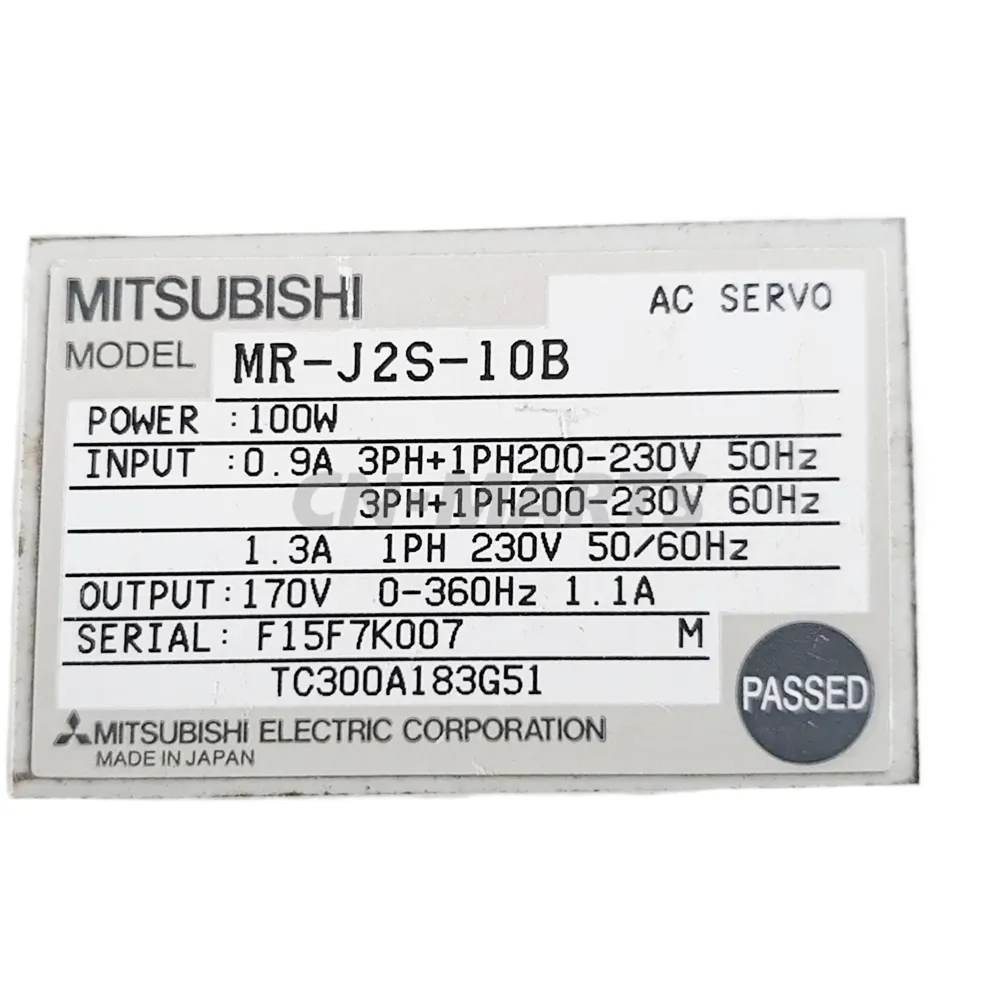 MITSUBISHI
AC SERVO
MODEL MR-J2S-10B
POWER :100W
INPUT :0.9A 3PH+1PH200-230V 50Hz
3PH+1PH200-230V 60Hz
CN-MARTS
1.3A 1PH 230V 50/60Hz
OUTPUT:170V 0-360Hz 1.1A
SERIAL: F15F7K007 M
TC300A183G51
PASSED
MITSUBISHI ELECTRIC CORPORATION
MADE IN JAPAN